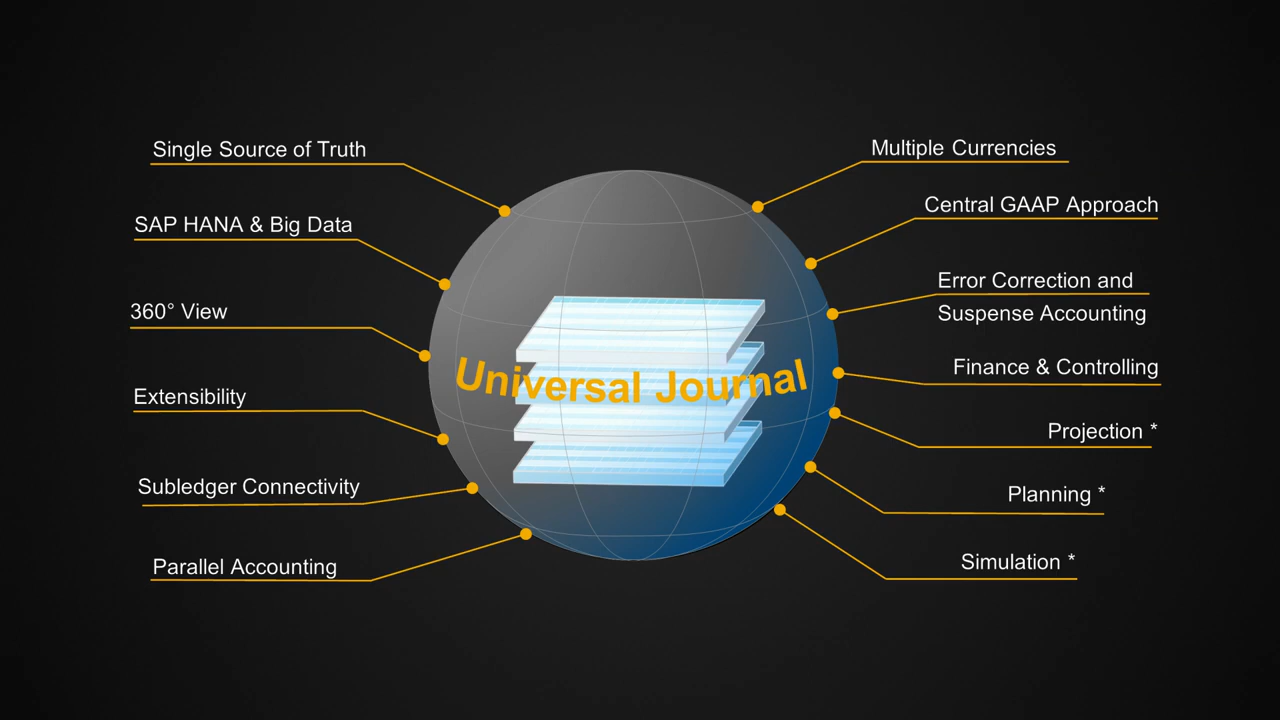 Single Source of Truth
SAP HANA & Big Data
360° View
Extensibility
Subledger Connectivity
Parallel Accounting
Universal Journal
Multiple Currencies
Central GAAP Approach
Error Correction and
Suspense Accounting
Finance & Controlling
Projection *
Planning *
Simulation *